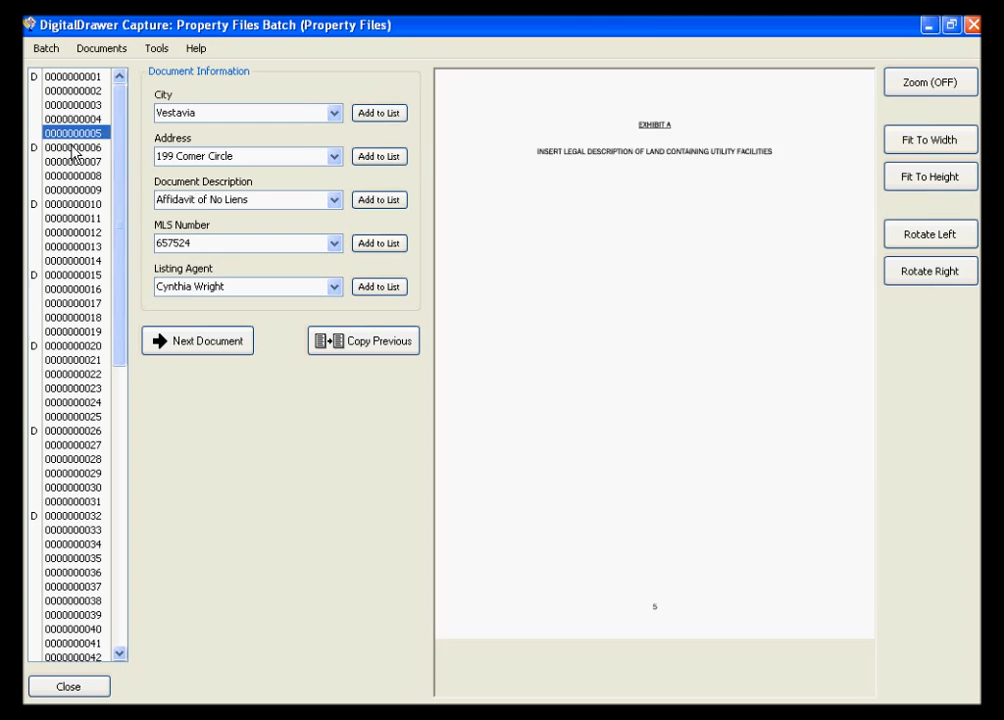 DigitalDrawer Capture: Property Files Batch (Property Files)
Batch Documents Tools Help
D 0000000001
0000000002
0000000003
0000000004
0000000005
D 0000000006
0000000007
0000000008
0000000009
D 0000000010
0000000011
0000000012
0000000013
0000000014
D 0000000015
0000000016
0000000017
0000000018
0000000019
D 0000000020
0000000021
0000000022
0000000023
0000000024
0000000025
D 0000000026
0000000027
0000000028
0000000029
0000000030
0000000031
D 0000000032
0000000033
0000000034
0000000035
0000000036
0000000037
0000000038
0000000039
0000000040
0000000041
0000000042
Close
Document Information
City
Vestavia Add to List
Address
199 Comer Circle Add to List
Document Description
Affidavit of No Liens Add to List
MLS Number
657524 Add to List
Listing Agent
Cynthia Wright Add to List
Next Document Copy Previous
EXHIBIT A
INSERT LEGAL DESCRIPTION OF LAND CONTAINING UTILITY FACILITIES
5
Zoom (OFF)
Fit To Width
Fit To Height
Rotate Left
Rotate Right